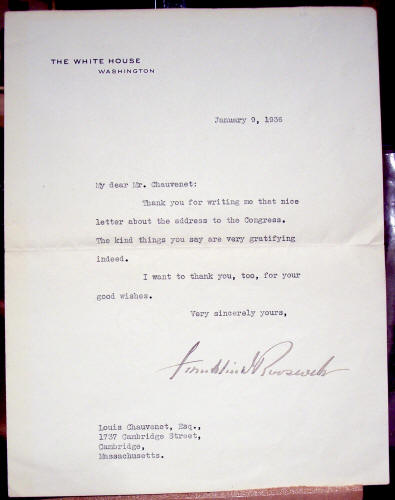 THE WHITE HOUSE
WASHINGTON
January 9, 1936
My dear Mr. Chauvenet:
Thank you for writing me that nice
letter about the address to the Congress.
The kind things you say are very gratifying
indeed.
I want to thank you, too, for your
good wishes.
Very sincerely yours,
Franklin D Roosevelt
Louis Chauvenet, Esq.,
1737 Cambridge Street,
Cambridge,
Massachusetts.